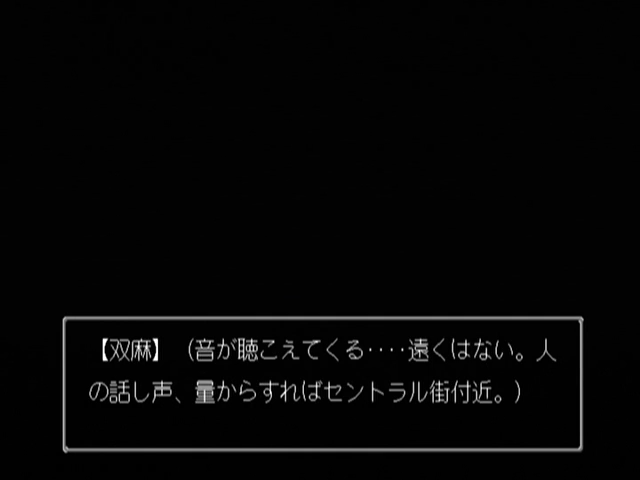 【双麻】（音が聴こえてくる‥‥遠くはない。人
の話し声、量からすればセントラル街付近。）